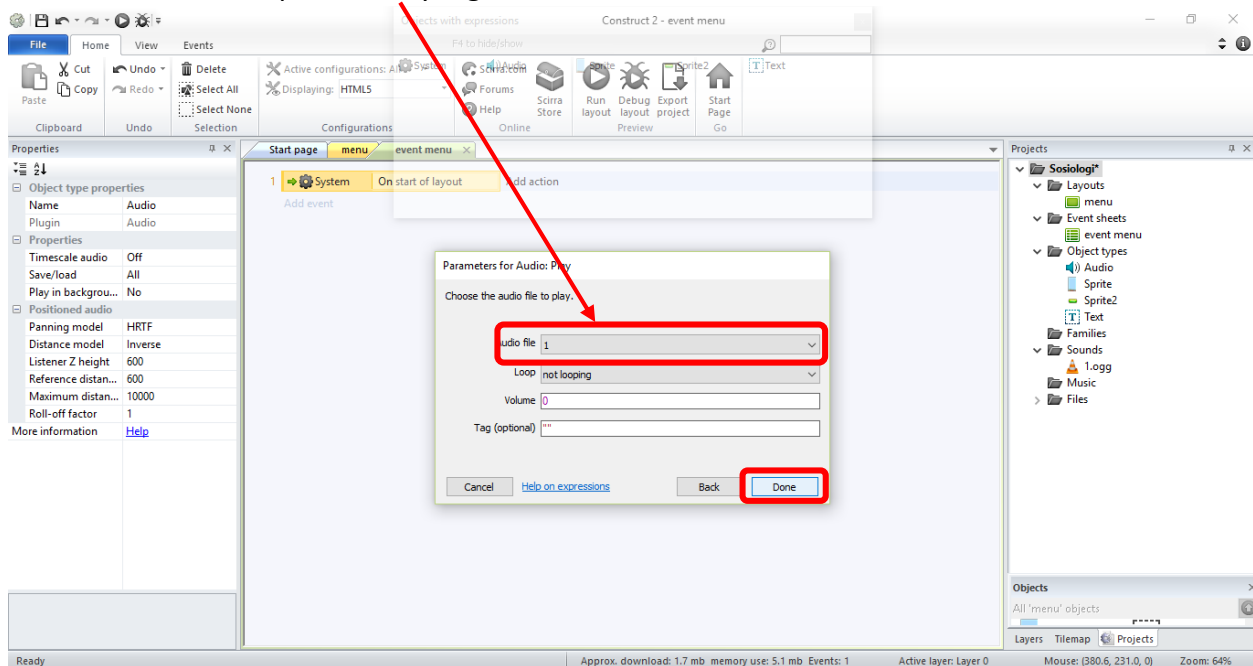 Objects with expressions
Construct 2 - event menu
File Home View Events
F4 to hide/show
Paste
Cut
Copy
Clipboard
Undo
Redo
Undo
Delete
Select All
Select None
Selection
Active configurations: All
Displaying: HTML5
Configurations
System
Audio
Sprite
Sprite2
Text
Scirra.com
Forums
Help
Scirra Store
Online
Run layout
Debug layout
Export project
Preview
Start Page
Go
Properties
Object type properties
Name Audio
Plugin Audio
Properties
Timescale audio Off
Save/load All
Play in backgrou... No
Positioned audio
Panning model HRTF
Distance model Inverse
Listener Z height 600
Reference distan... 600
Maximum distan... 10000
Roll-off factor 1
More information Help
Start page menu event menu
1 System On start of layout Add action
Add event
Parameters for Audio: Play
Choose the audio file to play.
udio file 1
Loop not looping
Volume 0
Tag (optional) ""
Cancel Help on expressions Back Done
Projects
Sosiologi*
Layouts
menu
Event sheets
event menu
Object types
Audio
Sprite
Sprite2
Text
Families
Sounds
1.ogg
Music
Files
Objects
All 'menu' objects
Layers Tilemap Projects
Ready
Approx. download: 1.7 mb memory use: 5.1 mb Events: 1 Active layer: Layer 0 Mouse: (380.6, 231.0, 0) Zoom: 64%